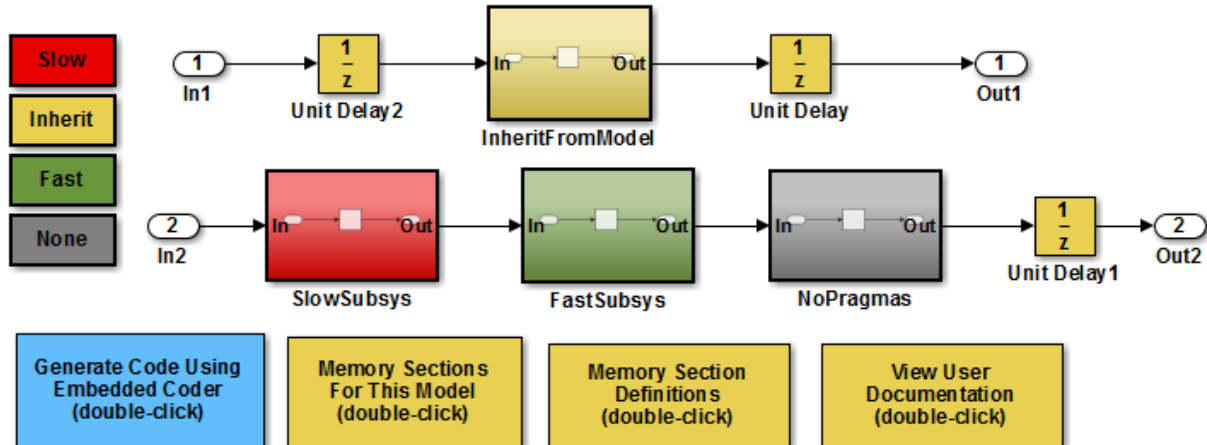 Slow
Inherit
Fast
None
1
In1
1
z
Unit Delay2
In Out
InheritFromModel
1
z
Unit Delay
1
Out1
2
In2
In Out
SlowSubsys
In Out
FastSubsys
In Out
NoPragmas
1
z
Unit Delay1
2
Out2
Generate Code Using
Embedded Coder
(double-click)
Memory Sections
For This Model
(double-click)
Memory Section
Definitions
(double-click)
View User
Documentation
(double-click)